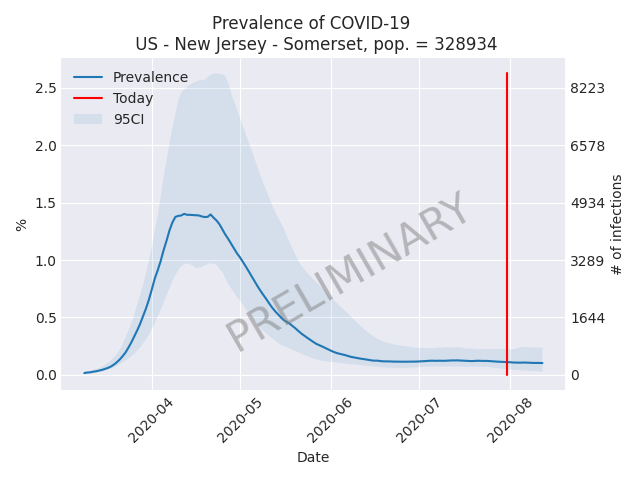 Prevalence of COVID-19
US - New Jersey - Somerset, pop. = 328934
Prevalence
Today
95CI
2.5
2.0
1.5
1.0
0.5
0.0
%
8223
6578
4934
3289
1644
0
# of infections
PRELIMINARY
2020-04
2020-05
2020-06
2020-07
2020-08
Date